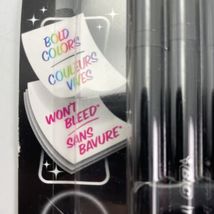 BOLD
COLORS
COULEURS
VIVES
WON'T
BLEED*
SANS
BAVURE*